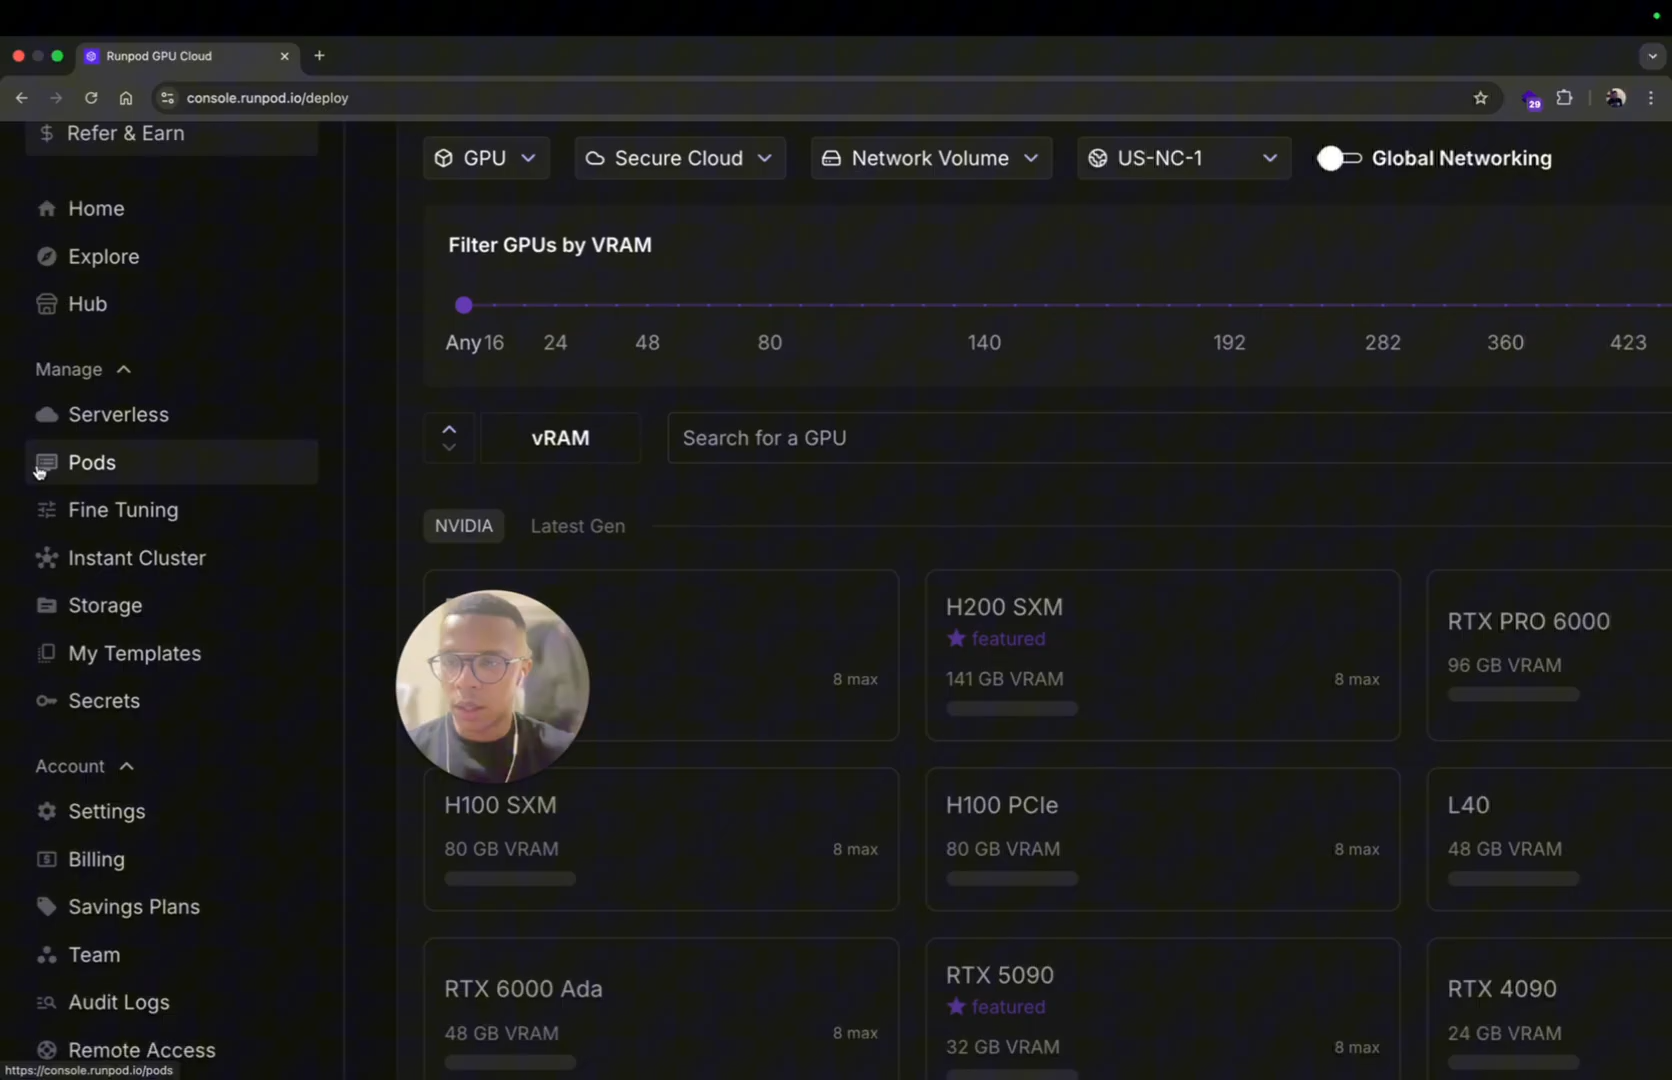 Runpod GPU Cloud
console.runpod.io/deploy
29
Refer & Earn
Home
Explore
Hub
Manage
Serverless
Pods
Fine Tuning
Instant Cluster
Storage
My Templates
Secrets
Account
Settings
Billing
Savings Plans
Team
Audit Logs
Remote Access
https://console.runpod.io/pods
GPU
Secure Cloud
Network Volume
US-NC-1
Global Networking
Filter GPUs by VRAM
Any 16 24 48 80 140 192 282 360 423
vRAM
Search for a GPU
NVIDIA Latest Gen
8 max
H200 SXM
featured
141 GB VRAM
8 max
RTX PRO 6000
96 GB VRAM
H100 SXM
80 GB VRAM
8 max
H100 PCIe
80 GB VRAM
8 max
L40
48 GB VRAM
RTX 6000 Ada
48 GB VRAM
8 max
RTX 5090
featured
32 GB VRAM
8 max
RTX 4090
24 GB VRAM